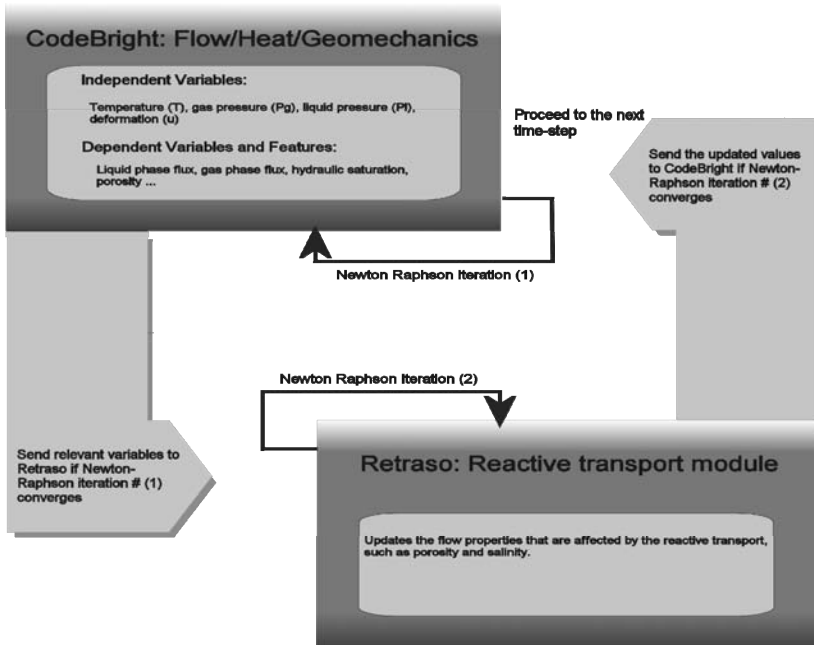 CodeBright: Flow/Heat/Geomechanics
Independent Variables:
Temperature (T), gas pressure (Pg), liquid pressure (Pl),
deformation (u)
Dependent Variables and Features:
Liquid phase flux, gas phase flux, hydraulic saturation,
porosity ...
Proceed to the next
time-step
Send the updated values
to CodeBright if Newton-
Raphson iteration # (2)
converges
Newton Raphson Iteration (1)
Newton Raphson Iteration (2)
Send relevant variables to
Retraso if Newton-
Raphson iteration # (1)
converges
Retraso: Reactive transport module
Updates the flow properties that are affected by the reactive transport,
such as porosity and salinity.